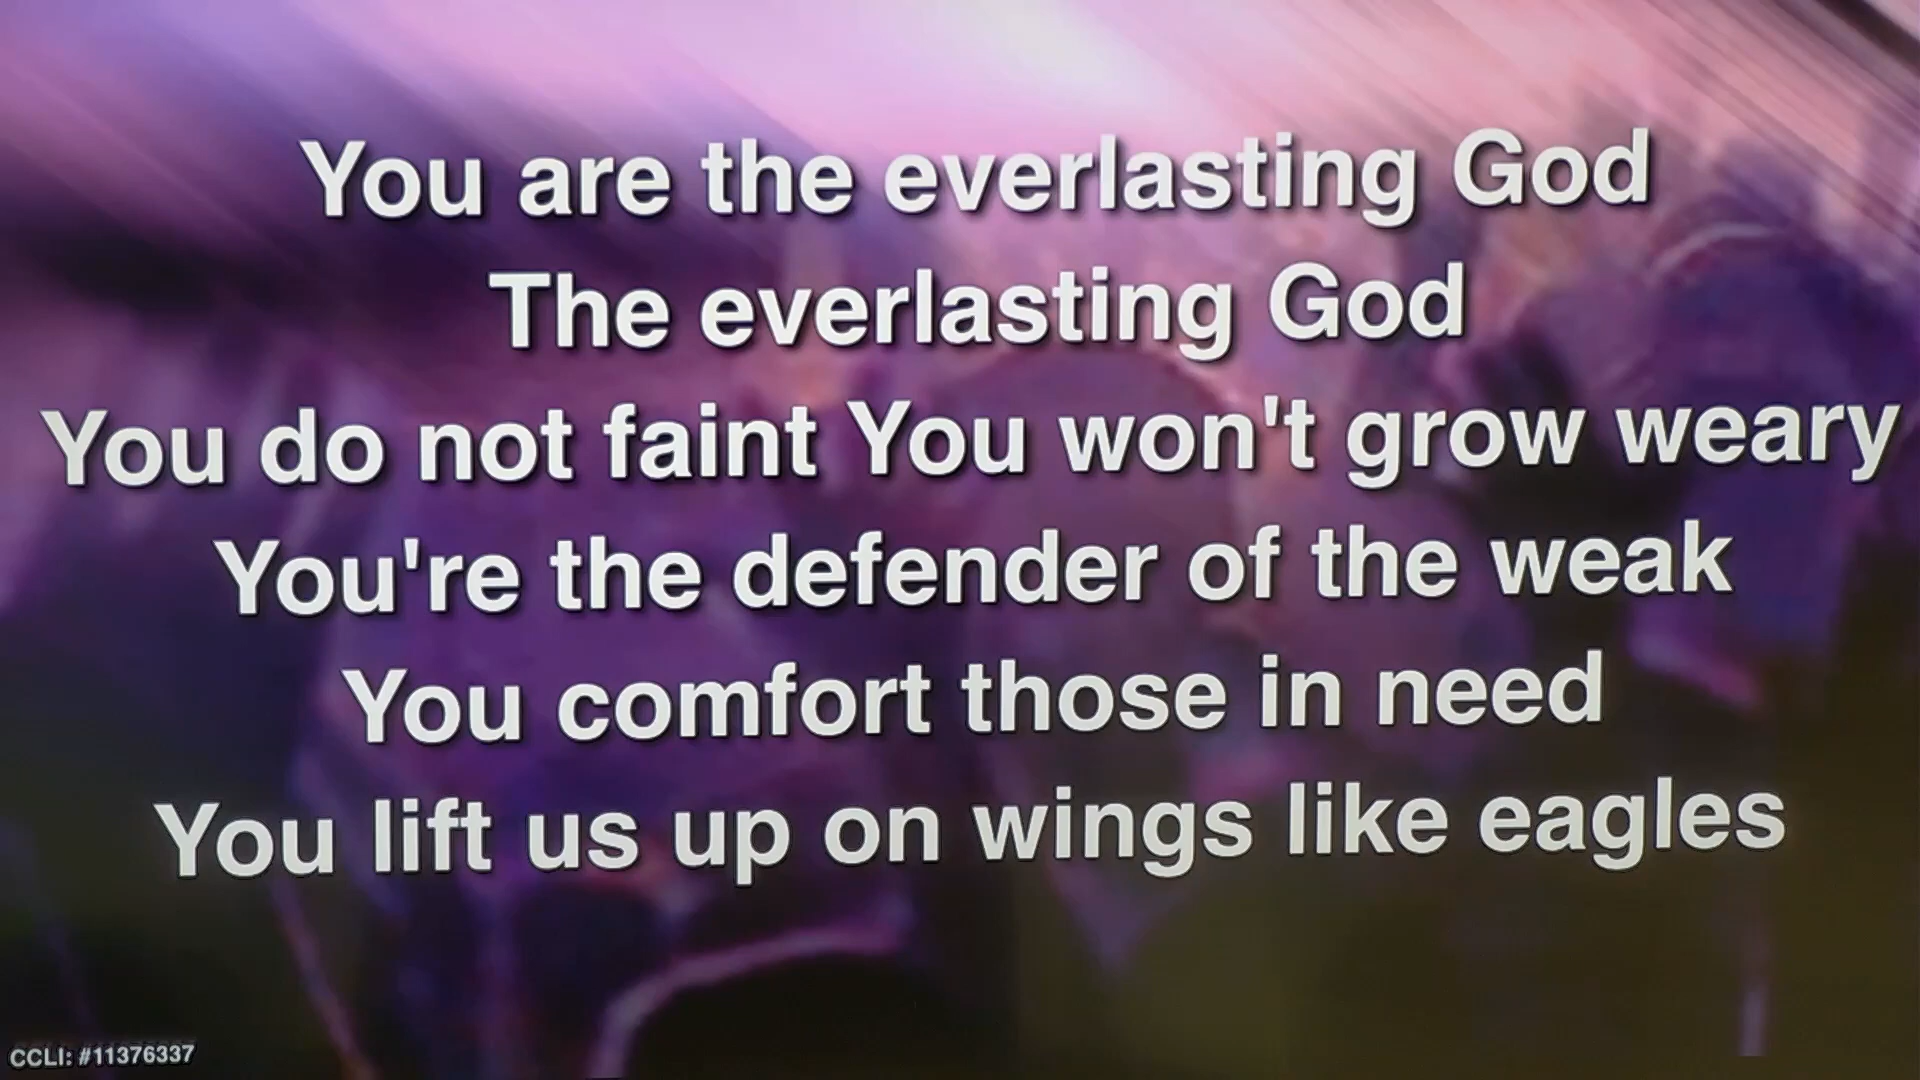 You are the everlasting God
The everlasting God
You do not faint You won't grow weary
You're the defender of the weak
You comfort those in need
You lift us up on wings like eagles
CCLI: #11376337